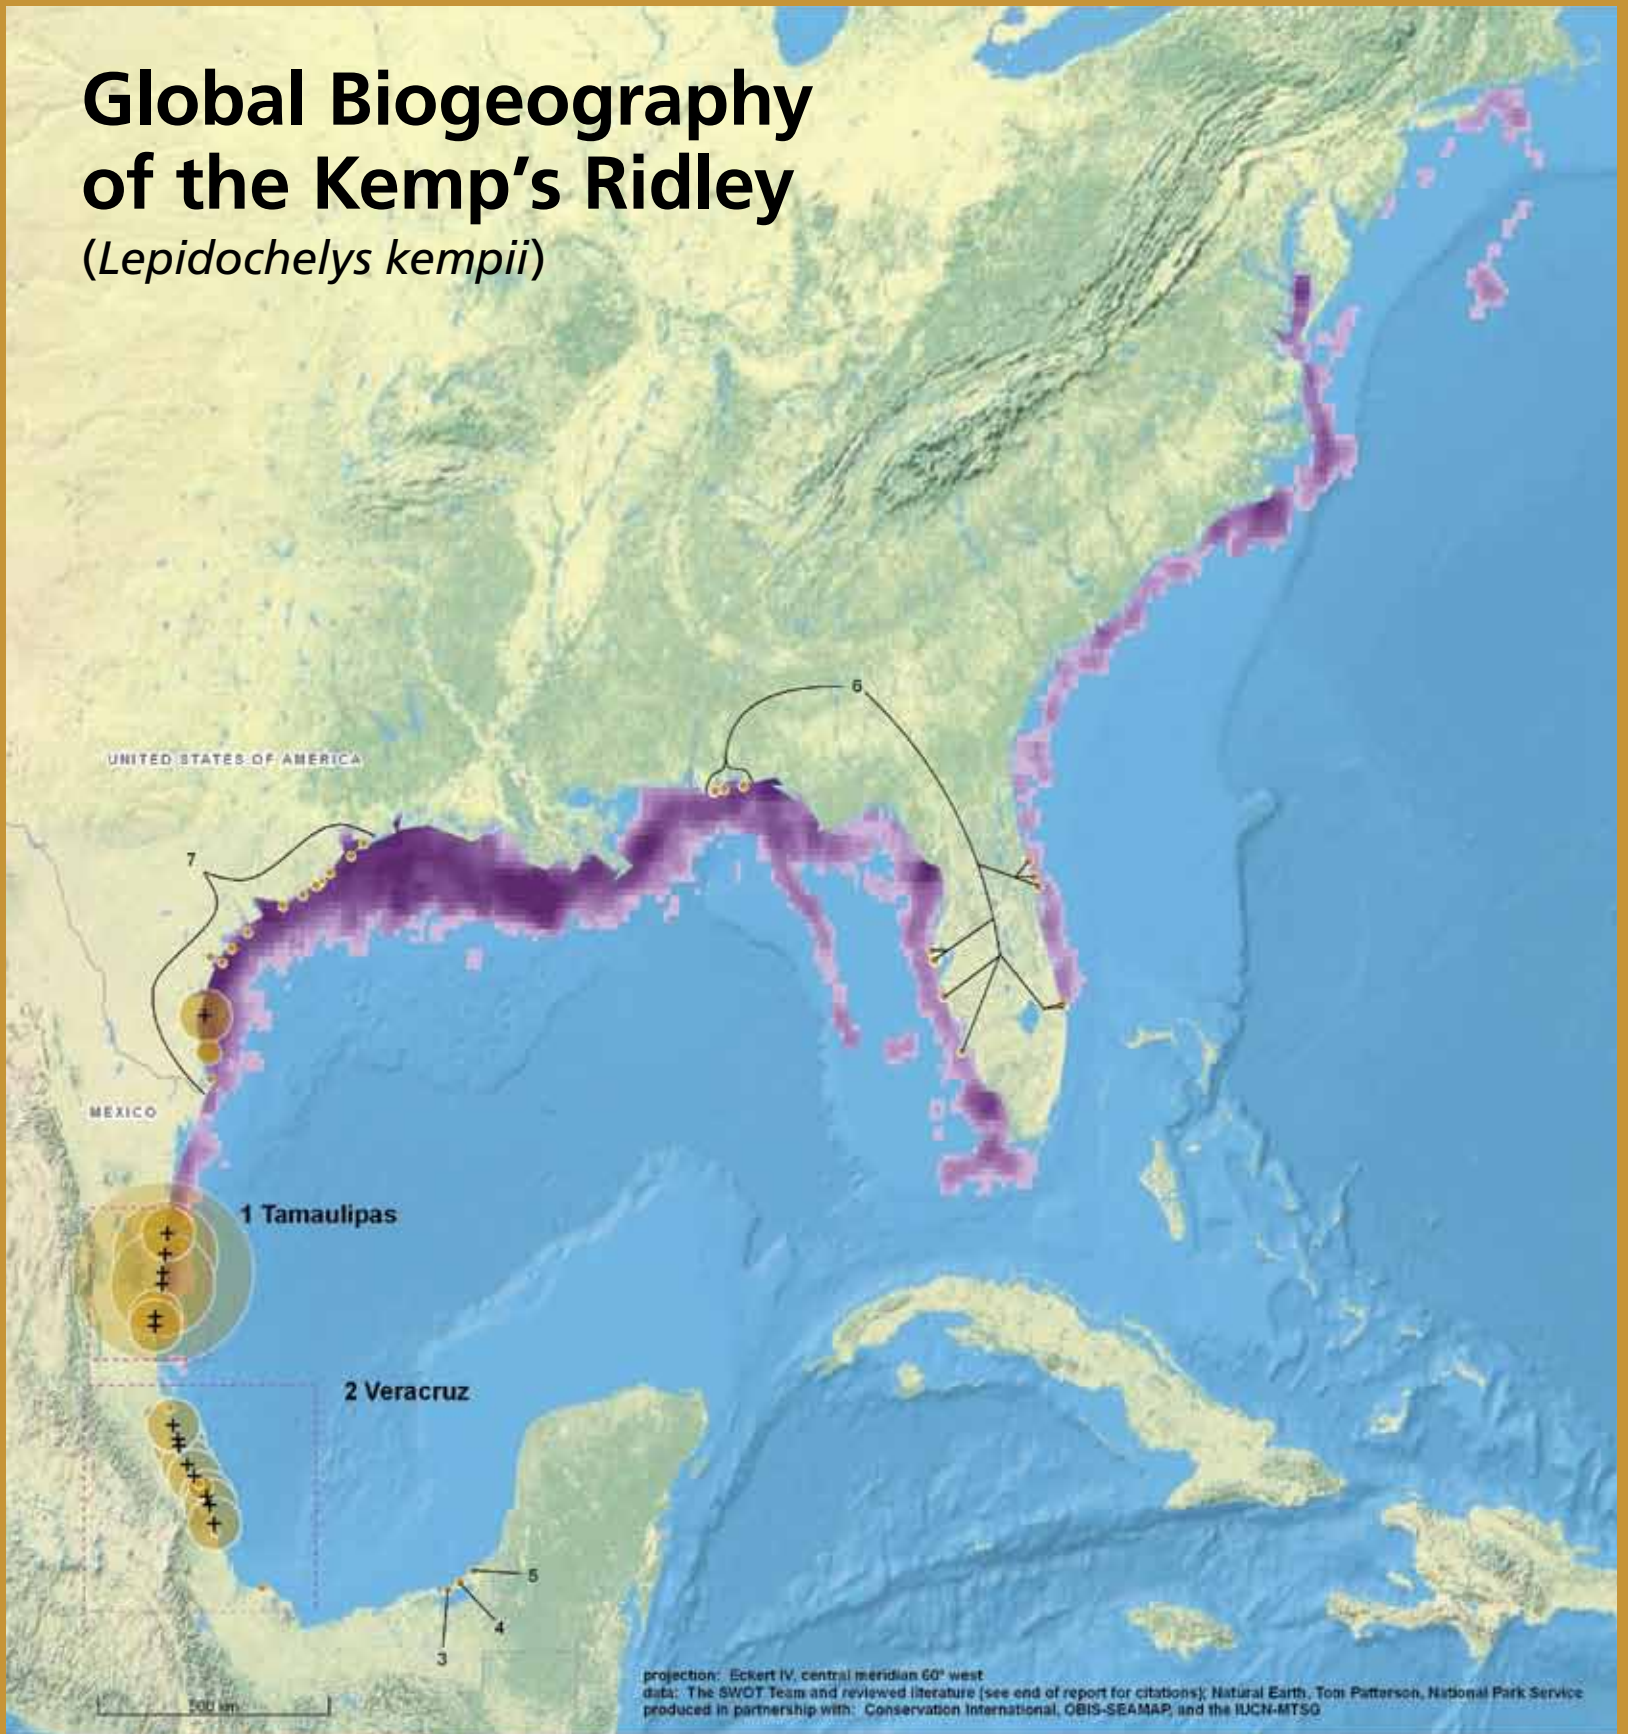 Global Biogeography
of the Kemp’s Ridley
(Lepidochelys kempii)
6
UNITED STATES OF AMERICA
7
MEXICO
1 Tamaulipas
2 Veracruz
5
4
3
500 km
projection: Eckert IV, central meridian 60° west
data: The SWOT Team and reviewed literature (see end of report for citations); Natural Earth, Tom Patterson, National Park Service
produced in partnership with: Conservation International, OBIS-SEAMAP, and the IUCN-MTSG